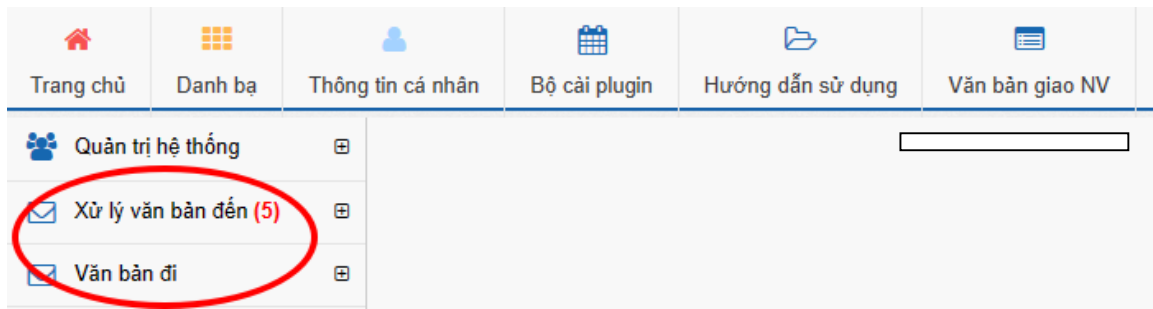 Trang chủ Danh bạ Thông tin cá nhân Bộ cài plugin Hướng dẫn sử dụng Văn bản giao NV
Quản trị hệ thống
Xử lý văn bản đến (5)
Văn bản đi